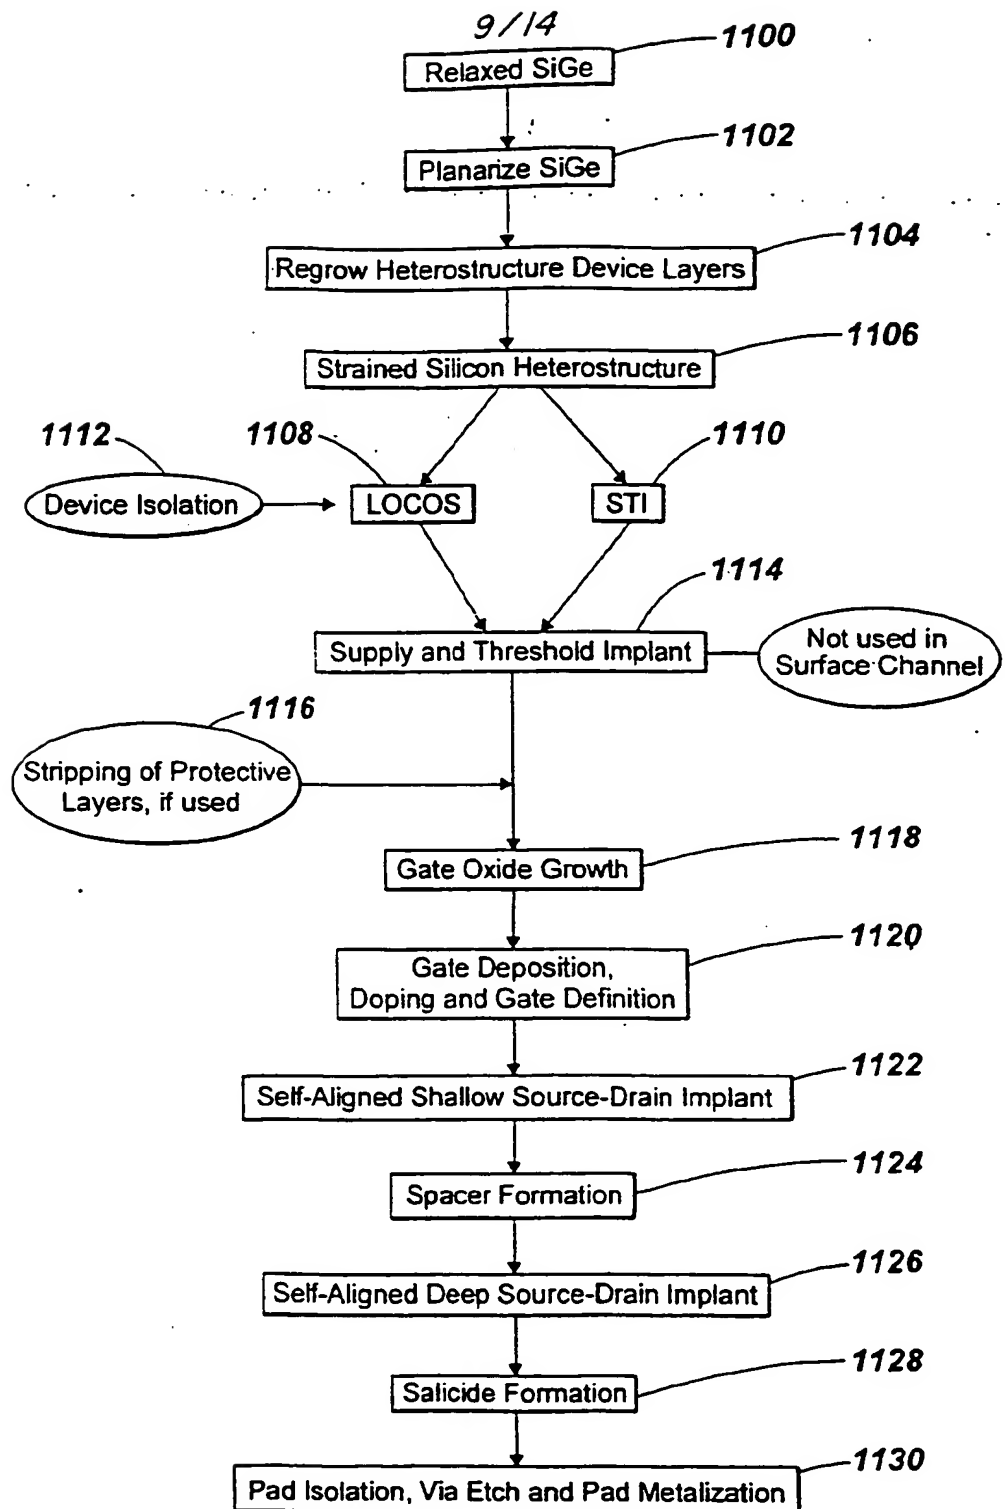 9/14
1100
Relaxed SiGe
1102
Planarize SiGe
1104
Regrow Heterostructure Device Layers
1106
Strained Silicon Heterostructure
1112
1108
1110
Device Isolation
LOCOS
STI
1114
Supply and Threshold Implant
Not used in
Surface Channel
1116
Stripping of Protective
Layers, if used
1118
Gate Oxide Growth
1120
Gate Deposition,
Doping and Gate Definition
1122
Self-Aligned Shallow Source-Drain Implant
1124
Spacer Formation
1126
Self-Aligned Deep Source-Drain Implant
1128
Salicide Formation
1130
Pad Isolation, Via Etch and Pad Metalization